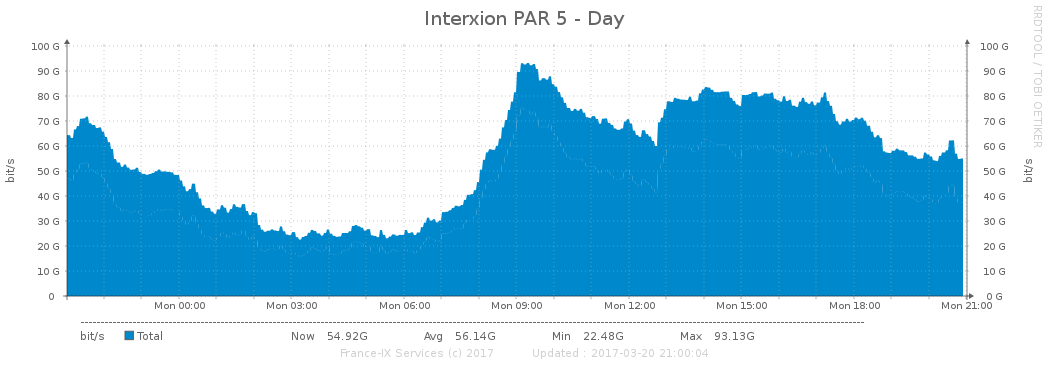 Interxion PAR 5 - Day
RRDTOOL / TOBI OETIKER
100 G 100 G
90 G 90 G
80 G 80 G
70 G 70 G
60 G 60 G
50 G 50 G
40 G 40 G
30 G 30 G
20 G 20 G
10 G 10 G
0 0 G
bit/s
bit/s
Mon 00:00 Mon 03:00 Mon 06:00 Mon 09:00 Mon 12:00 Mon 15:00 Mon 18:00 Mon 21:00
bit/s Total Now 54.92G Avg 56.14G Min 22.48G Max 93.13G
France-IX Services (c) 2017 Updated : 2017-03-20 21:00:04